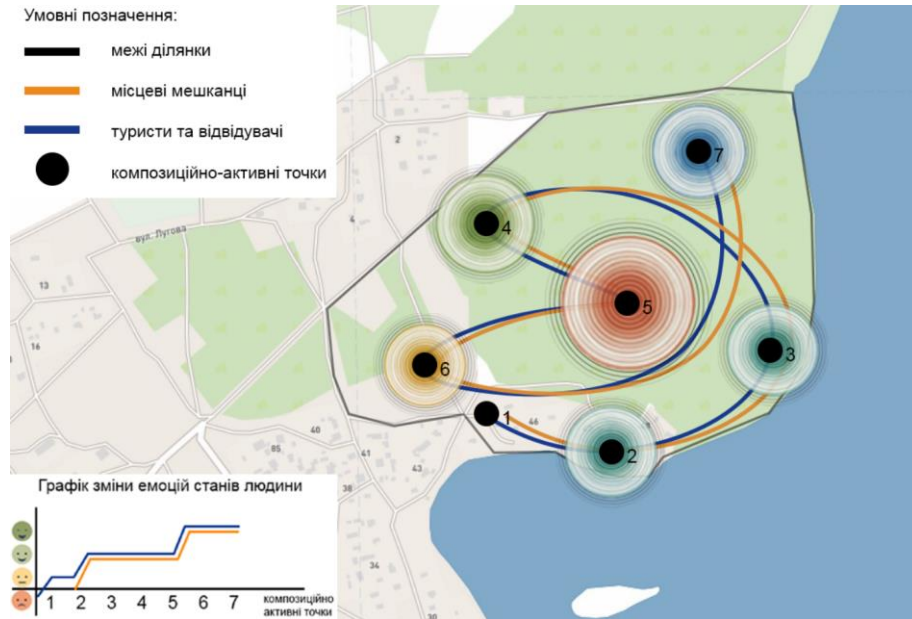 Умовні позначення:
межі ділянки
місцеві мешканці
туристи та відвідувачі
композиційно-активні точки
2
7
4
4
вул. Лугова
13
5
16
3
6
1
46
40
2
85
41
43
38
Графік зміни емоцій станів людини
34
1 2 3 4 5 6 7
композиційно
активні точки
40